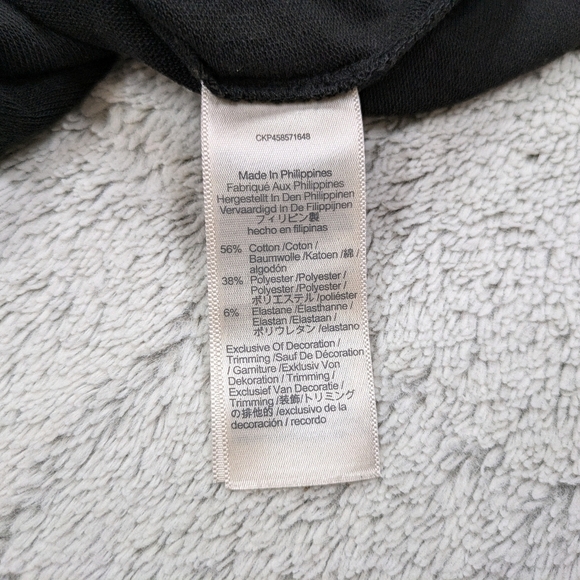 CKP458571648
Made In Philippines
Fabriqué Aux Philippines
Hergestellt In Den Philippinen
Vervaardigd In De Filippijnen
フィリピン製
hecho en filipinas
56% Cotton /Coton /
Baumwolle /Katoen /綿 /
algodón
38% Polyester /Polyester /
Polyester /Polyester /
ポリエステル /poliéster
6% Elastane /Élasthanne /
Elastan /Elastaan /
ポリウレタン /elastano
Exclusive Of Decoration /
Trimming /Sauf De Décoration
/ Garniture /Exklusiv Von
Dekoration / Trimming /
Exclusief Van Decoratie /
Trimming /装飾/トリミング
の排他的 /exclusivo de la
decoración / recordo